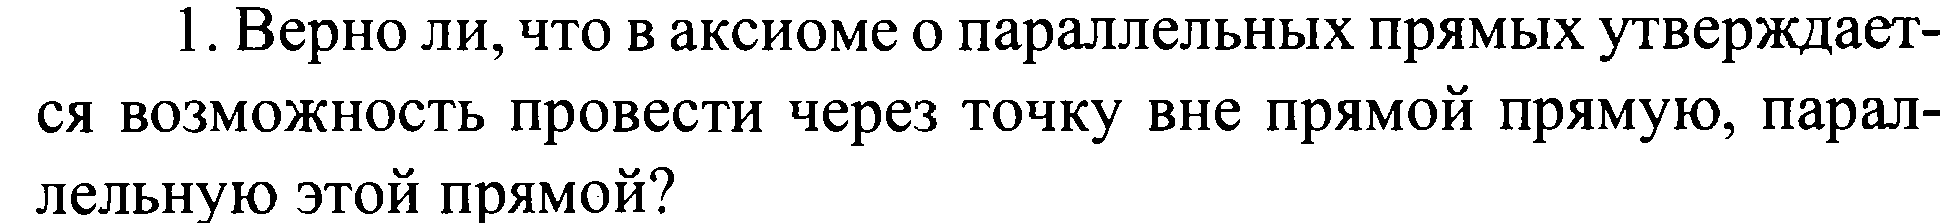 1. Верно ли, что в аксиоме о параллельных прямых утверждает-
ся возможность провести через точку вне прямой прямую, парал-
лельную этой прямой?